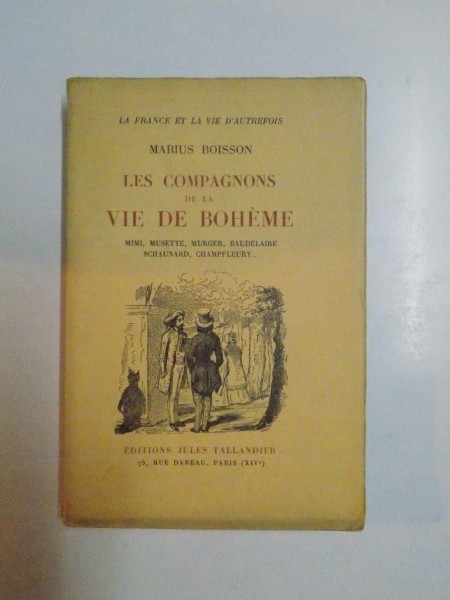 LA FRANCE ET LA VIE D'AUTREFOIS
MARIUS BOISSON
LES COMPAGNONS
DE LA
VIE DE BOHÈME
MIMI, MUSETTE, MURGER, BAUDELAIRE
SCHAUNARD, CHAMPFLEURY...
ÉDITIONS JULES TALLANDIER
75, RUE DAREAU, PARIS (XIVe)